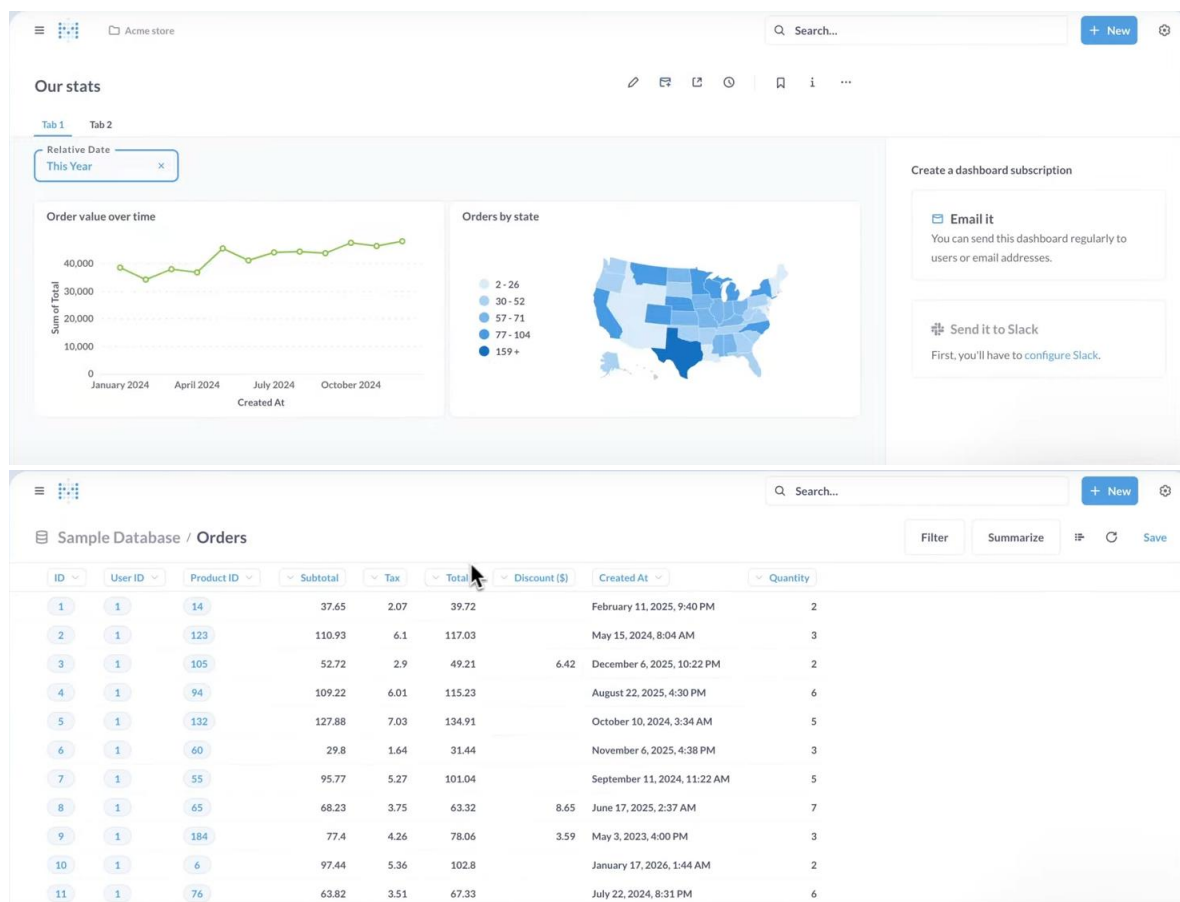 Acme store
Search...
+ New
Our stats
Tab 1 Tab 2
Relative Date
This Year ×
Order value over time
40,000
30,000
20,000
10,000
0
Sum of Total
January 2024 April 2024 July 2024 October 2024
Created At
Orders by state
2 - 26
30 - 52
57 - 71
77 - 104
159 +
Create a dashboard subscription
Email it
You can send this dashboard regularly to
users or email addresses.
Send it to Slack
First, you'll have to configure Slack.
Search...
+ New
Sample Database / Orders
Filter Summarize Save
ID User ID Product ID Subtotal Tax Total Discount ($) Created At Quantity
1 1 14 37.65 2.07 39.72 February 11, 2025, 9:40 PM 2
2 1 123 110.93 6.1 117.03 May 15, 2024, 8:04 AM 3
3 1 105 52.72 2.9 49.21 6.42 December 6, 2025, 10:22 PM 2
4 1 94 109.22 6.01 115.23 August 22, 2025, 4:30 PM 6
5 1 132 127.88 7.03 134.91 October 10, 2024, 3:34 AM 5
6 1 60 29.8 1.64 31.44 November 6, 2025, 4:38 PM 3
7 1 55 95.77 5.27 101.04 September 11, 2024, 11:22 AM 5
8 1 65 68.23 3.75 63.32 8.65 June 17, 2025, 2:37 AM 7
9 1 184 77.4 4.26 78.06 3.59 May 3, 2023, 4:00 PM 3
10 1 6 97.44 5.36 102.8 January 17, 2026, 1:44 AM 2
11 1 76 63.82 3.51 67.33 July 22, 2024, 8:31 PM 6